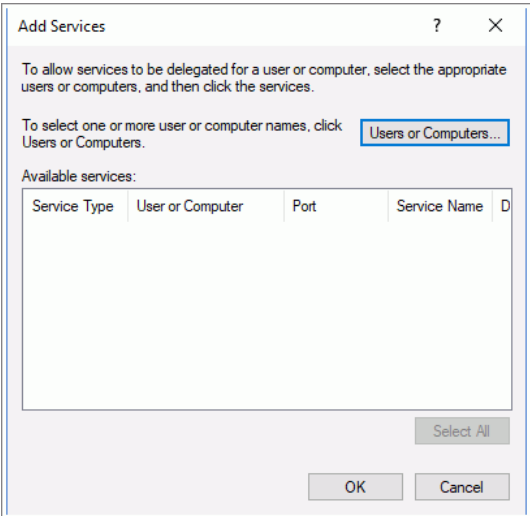 Add Services
?
To allow services to be delegated for a user or computer, select the appropriate
users or computers, and then click the services.
To select one or more user or computer names, click
Users or Computers.
Users or Computers...
Available services:
Service Type User or Computer Port Service Name D
Select All
OK Cancel